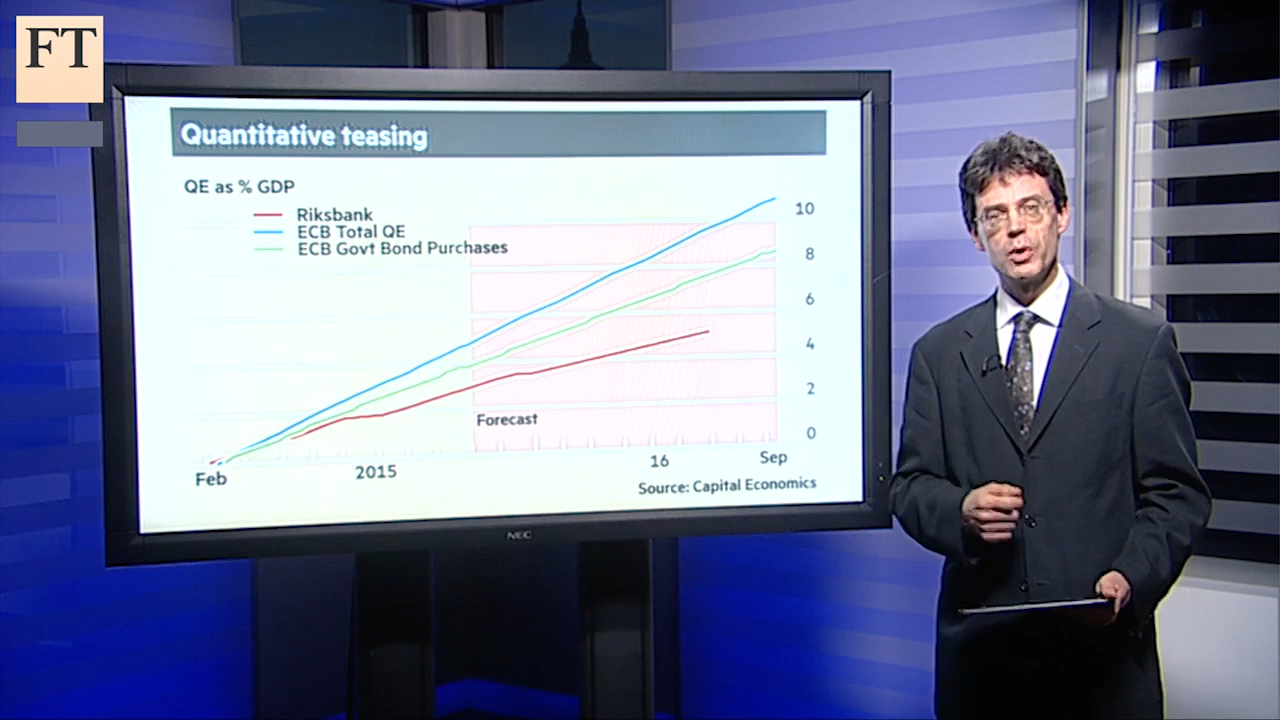 FT
Quantitative teasing
QE as % GDP
Riksbank
ECB Total QE
ECB Govt Bond Purchases
10
8
6
4
2
0
Forecast
Feb
2015
16
Sep
Source: Capital Economics
NEC